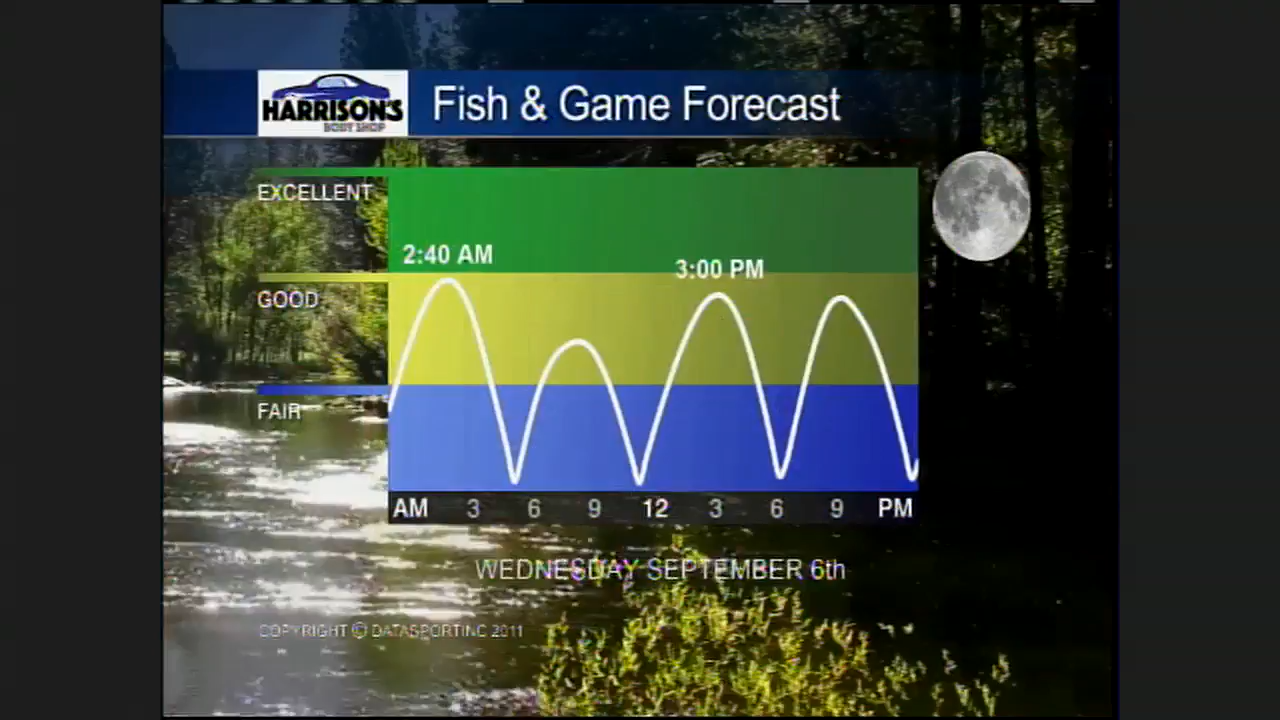 HARRISON'S
BODY SHOP
Fish & Game Forecast
EXCELLENT
2:40 AM
3:00 PM
GOOD
FAIR
AM 3 6 9 12 3 6 9 PM
WEDNESDAY SEPTEMBER 6th
COPYRIGHT © DATASPORTINC 2011